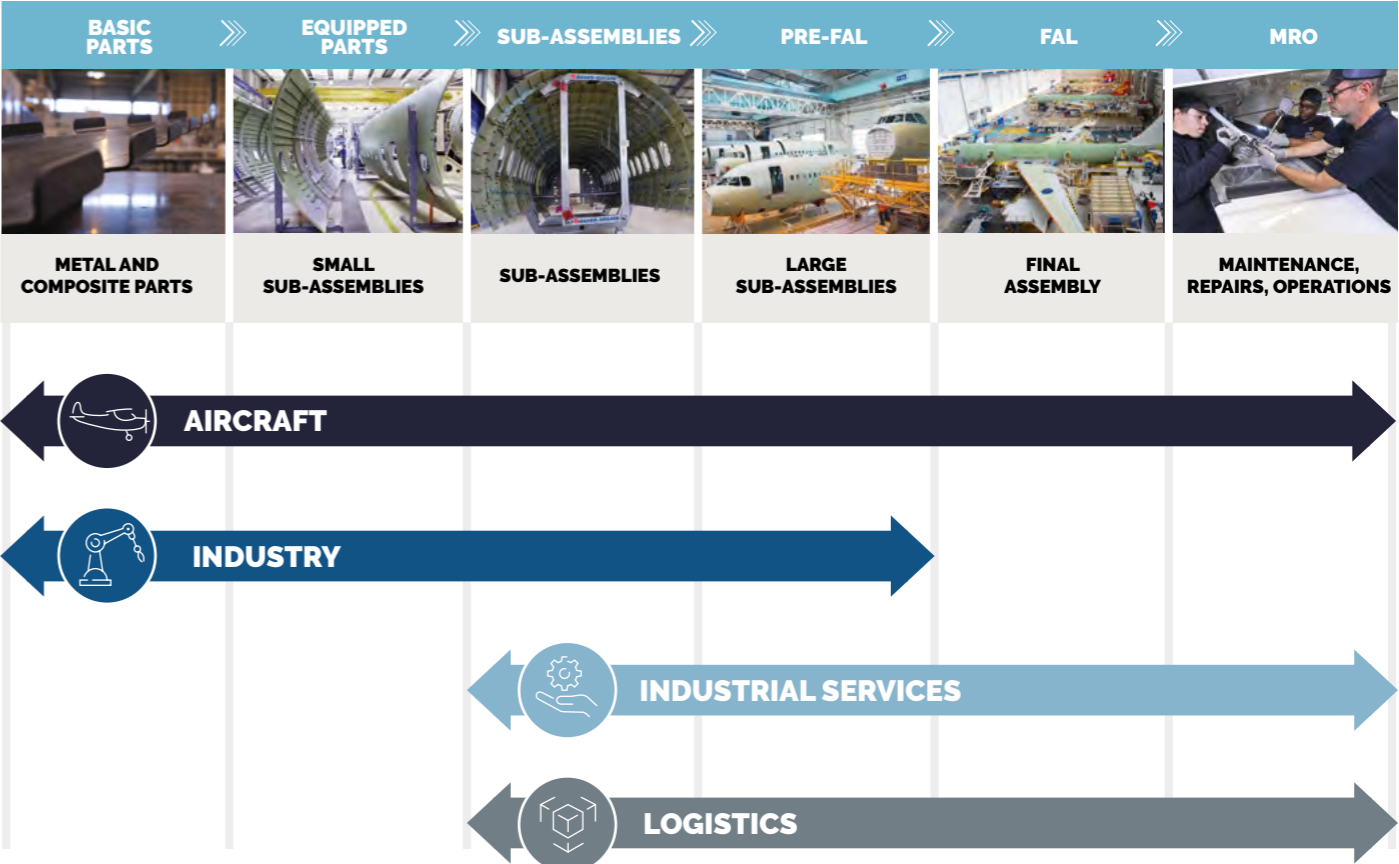 BASIC
PARTS
EQUIPPED
PARTS
SUB-ASSEMBLIES
PRE-FAL
FAL
MRO
METAL AND
COMPOSITE PARTS
SMALL
SUB-ASSEMBLIES
SUB-ASSEMBLIES
LARGE
SUB-ASSEMBLIES
FINAL
ASSEMBLY
MAINTENANCE,
REPAIRS, OPERATIONS
AIRCRAFT
INDUSTRY
INDUSTRIAL SERVICES
LOGISTICS